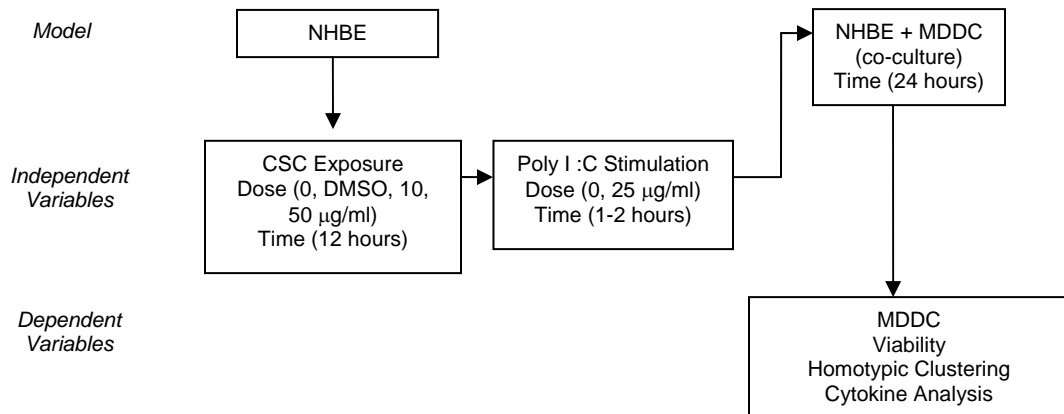 Model
NHBE
NHBE + MDDC
(co-culture)
Time (24 hours)
Independent
Variables
CSC Exposure
Dose (0, DMSO, 10,
50 μg/ml)
Time (12 hours)
Poly I :C Stimulation
Dose (0, 25 μg/ml)
Time (1-2 hours)
Dependent
Variables
MDDC
Viability
Homotypic Clustering
Cytokine Analysis